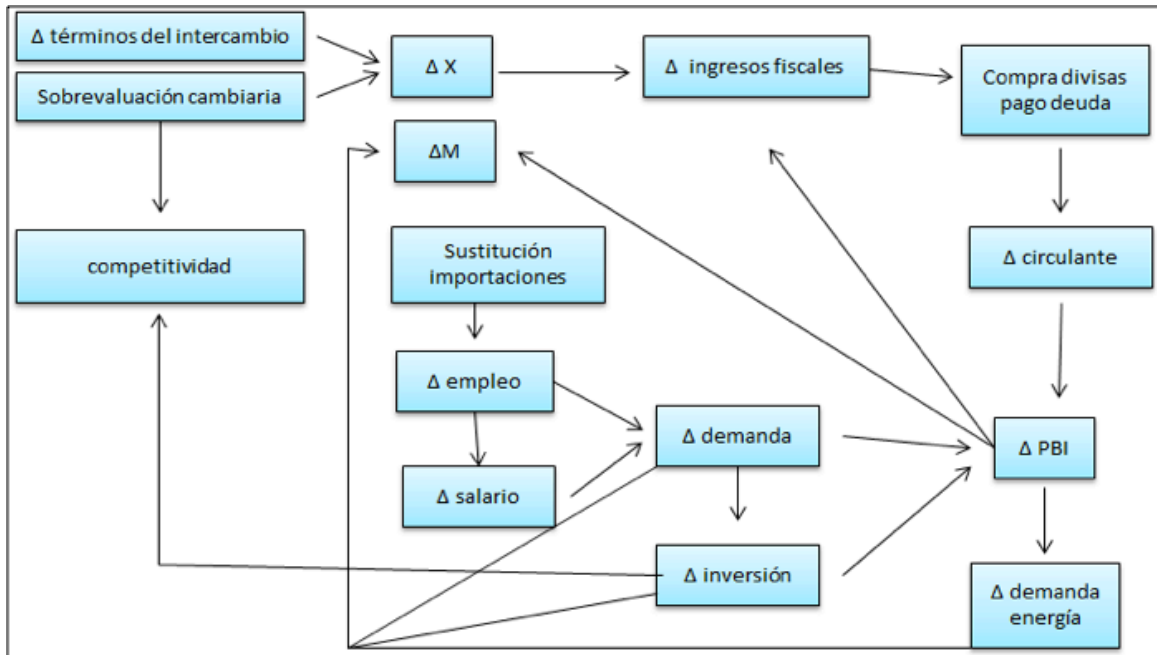 Δ términos del intercambio
Sobrevaluación cambiaria
Δ X
Δ ingresos fiscales
Compra divisas
pago deuda
ΔM
competitividad
Sustitución
importaciones
Δ circulante
Δ empleo
Δ demanda
Δ PBI
Δ salario
Δ inversión
Δ demanda
energía